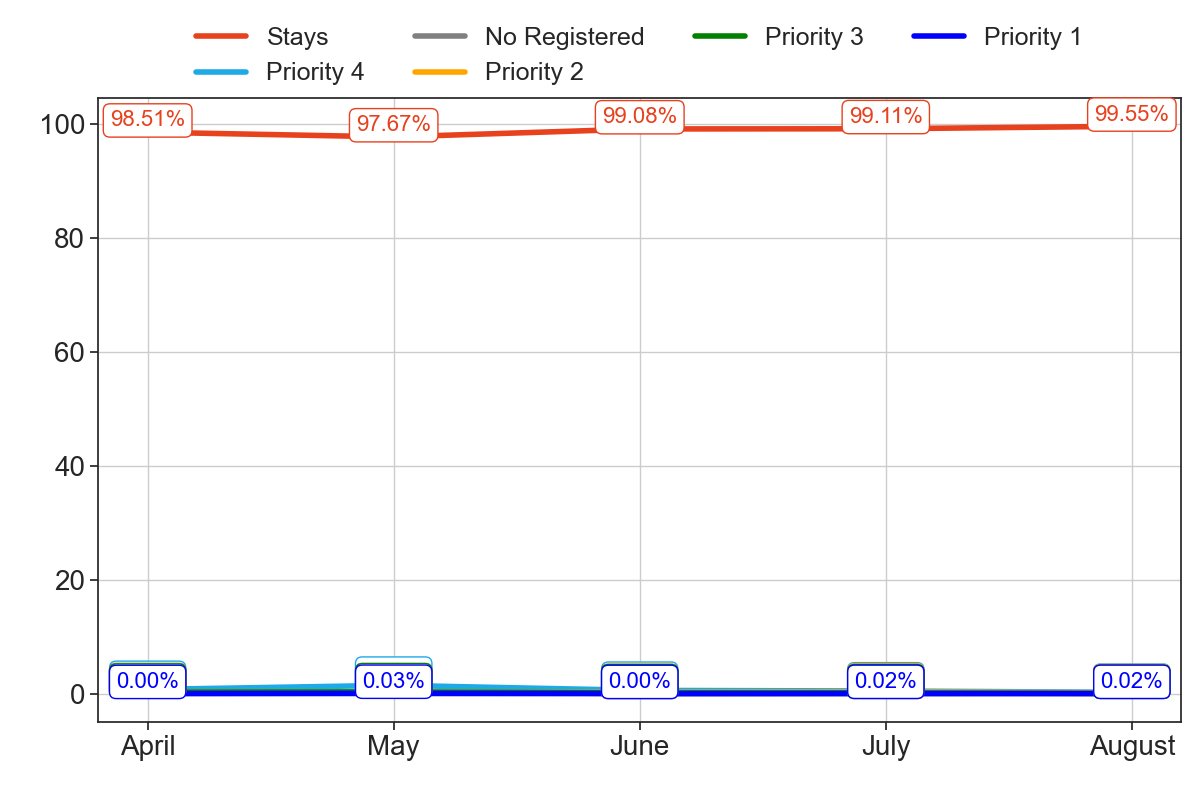 Stays No Registered Priority 3 Priority 1
Priority 4 Priority 2
100
80
60
40
20
0
98.51% 97.67% 99.08% 99.11% 99.55%
0.00% 0.03% 0.00% 0.02% 0.02%
April May June July August